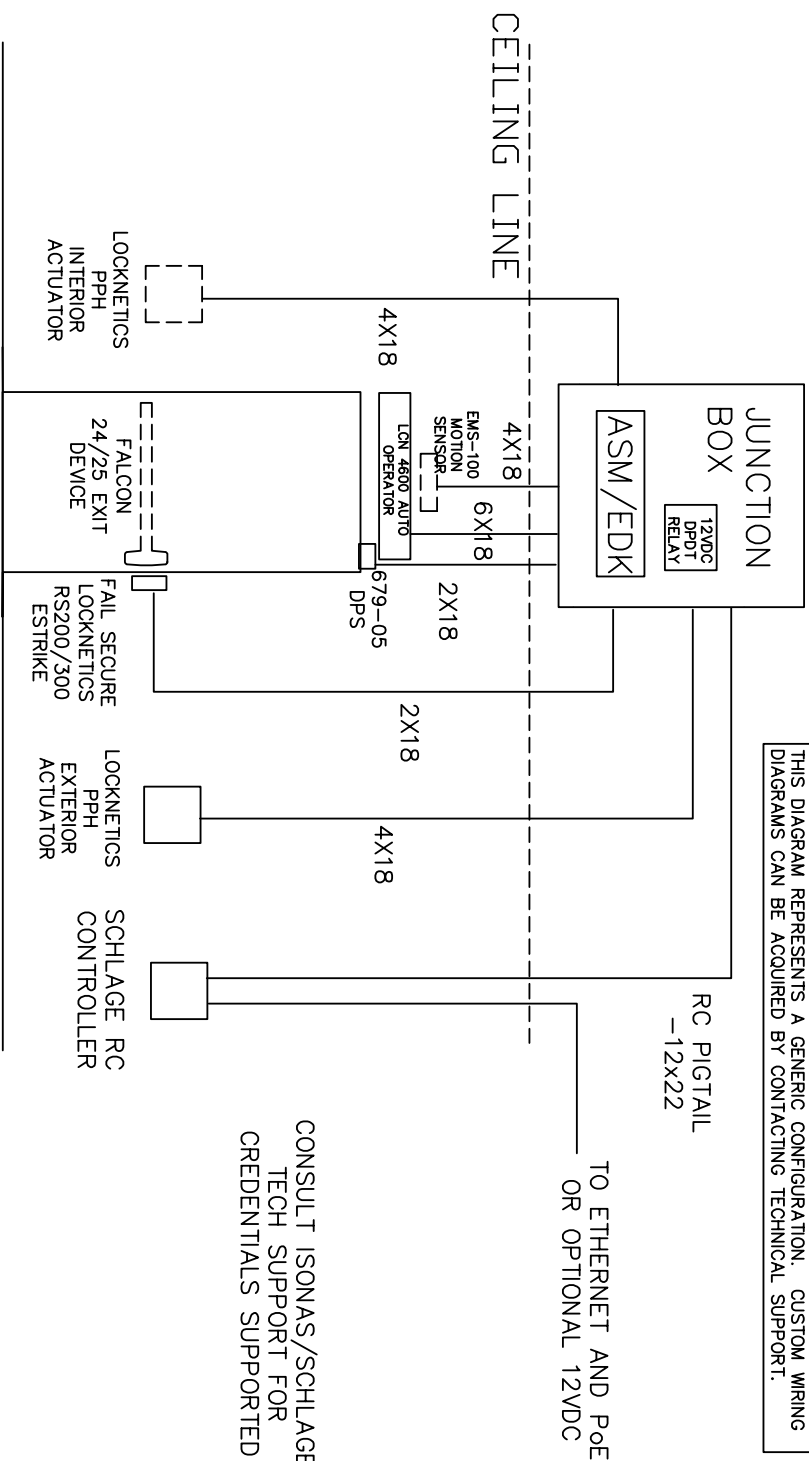 THIS DIAGRAM REPRESENTS A GENERIC CONFIGURATION. CUSTOM WIRING
DIAGRAMS CAN BE ACQUIRED BY CONTACTING TECHNICAL SUPPORT.
JUNCTION
BOX
12VDC
DPDT
RELAY
ASM/EDK
RC PIGTAIL
-12x22
TO ETHERNET AND PoE
OR OPTIONAL 12VDC
CEILING LINE
4X18
4X18
6X18
2X18
2X18
4X18
EMS-100
MOTION
SENSOR
LCN 4600 AUTO
OPERATOR
679-05
DPS
LOCKNETICS
PPH
INTERIOR
ACTUATOR
FALCON
24/25 EXIT
DEVICE
FAIL SECURE
LOCKNETICS
RS200/300
ESTRIKE
LOCKNETICS
PPH
EXTERIOR
ACTUATOR
SCHLAGE RC
CONTROLLER
CONSULT ISONAS/SCHLAGE
TECH SUPPORT FOR
CREDENTIALS SUPPORTED